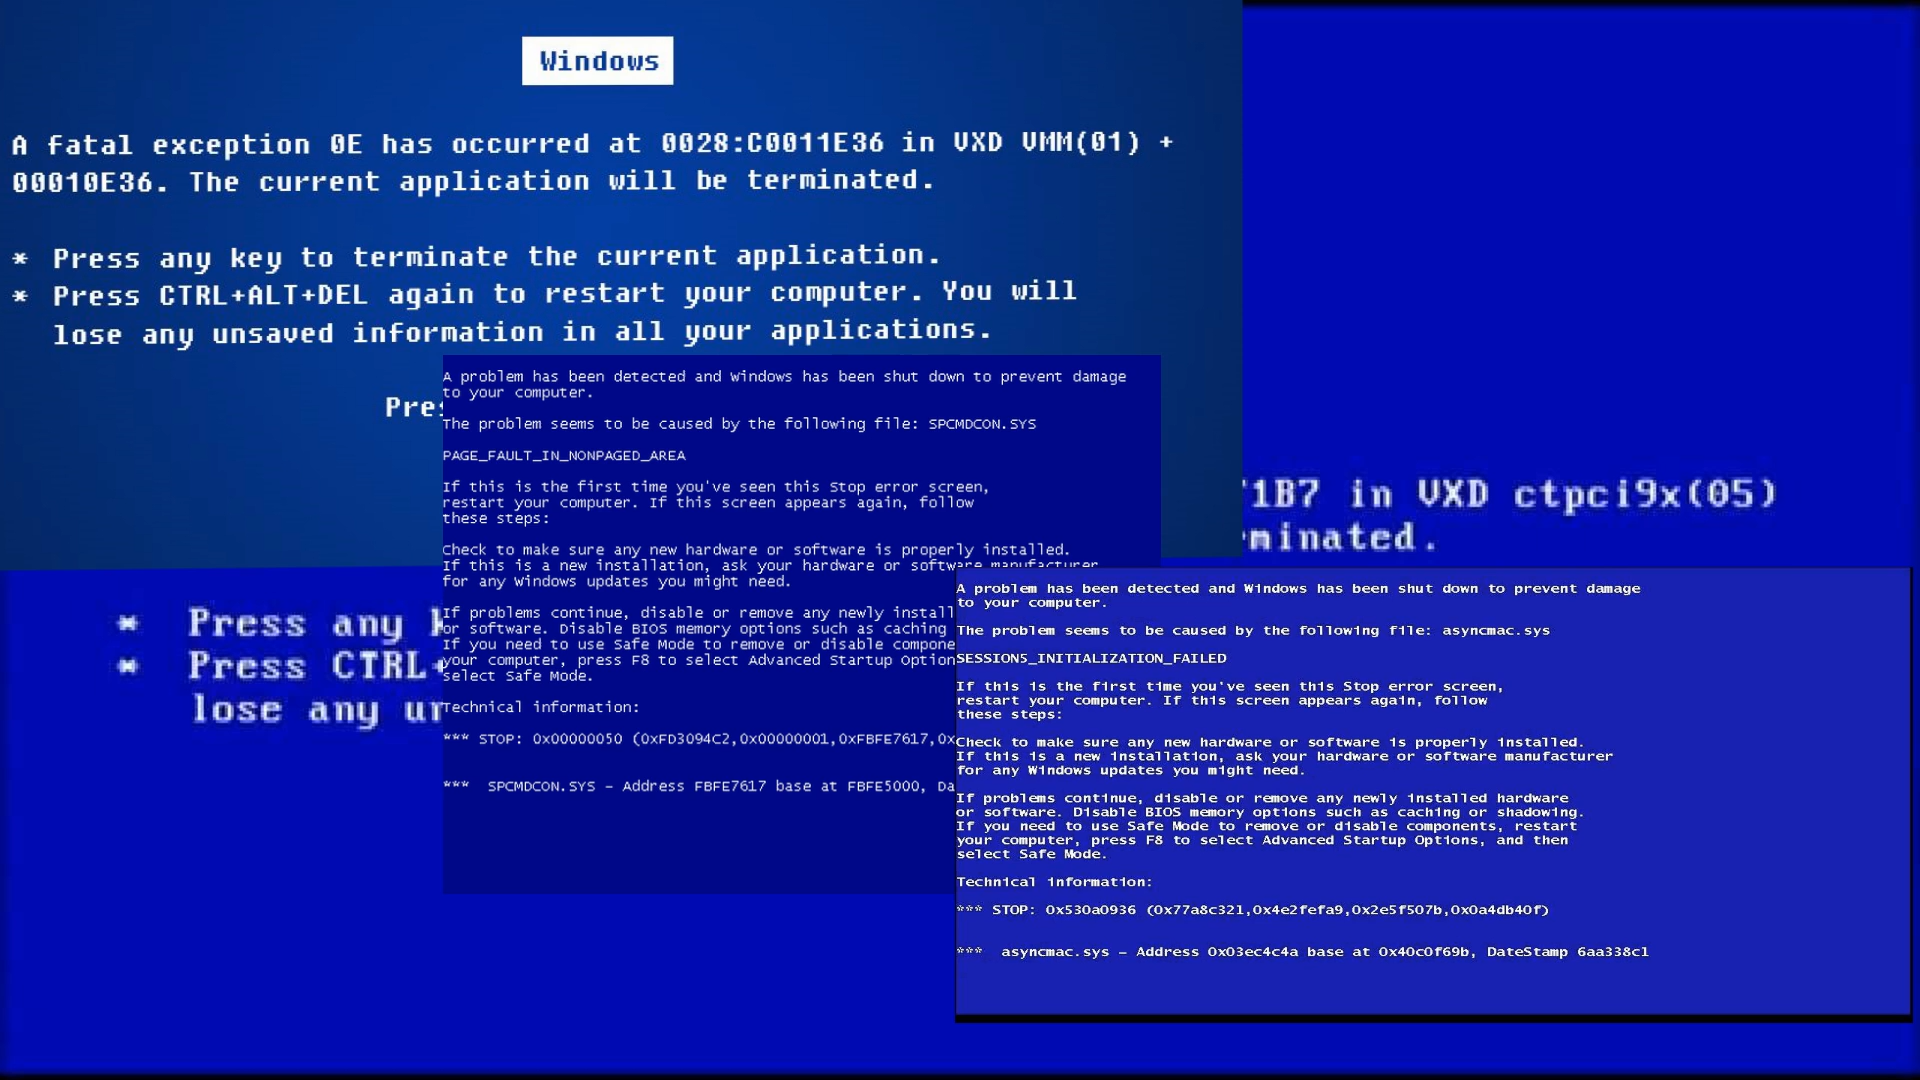 Windows
A fatal exception 0E has occurred at 0028:C0011E36 in VXD VMM(01) +
00010E36. The current application will be terminated.
* Press any key to terminate the current application.
* Press CTRL+ALT+DEL again to restart your computer. You will
lose any unsaved information in all your applications.
in VXD ctpci9x(05)
* Press any
* Press CTRL+
lose any
A problem has been detected and Windows has been shut down to prevent damage
to your computer.
The problem seems to be caused by the following file: SPCMDCON.SYS
PAGE_FAULT_IN_NONPAGED_AREA
If this is the first time you've seen this Stop error screen,
restart your computer. If this screen appears again, follow
these steps:
Check to make sure any new hardware or software is properly installed.
If this is a new installation, ask your hardware or software manufacturer
for any Windows updates you might need.
If problems continue, disable or remove any newly
or software. Disable BIOS memory options such as caching
If you need to use Safe Mode to remove or disable
your computer, press F8 to select Advanced Startup
select Safe Mode.
Technical information:
*** STOP: 0x00000050 (0xFD3094C2,0x00000001,0xFBFE7617,0x
*** SPCMDCON.SYS - Address FBFE7617 base at FBFE5000,
A problem has been detected and Windows has been shut down to prevent damage
to your computer.
The problem seems to be caused by the following file: asyncmac.sys
SESSION5_INITIALIZATION_FAILED
If this is the first time you've seen this Stop error screen,
restart your computer. If this screen appears again, follow
these steps:
Check to make sure any new hardware or software is properly installed.
If this is a new installation, ask your hardware or software manufacturer
for any Windows updates you might need.
If problems continue, disable or remove any newly installed hardware
or software. Disable BIOS memory options such as caching or shadowing.
If you need to use Safe Mode to remove or disable components, restart
your computer, press F8 to select Advanced Startup Options, and then
select Safe Mode.
Technical information:
*** STOP: 0x530a0936 (0x77a8c321,0x4e2fefa9,0x2e5f507b,0x0a4db40f)
*** asyncmac.sys - Address 0x03ec4c4a base at 0x40c0f69b, DateStamp 6aa338c1